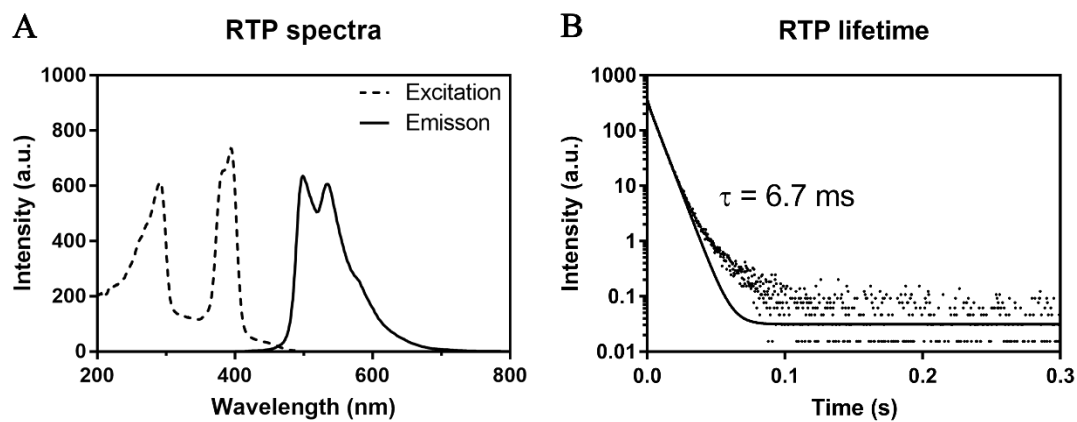 A
RTP spectra
1000
800
600
400
200
0
Intensity (a.u.)
Excitation
Emisson
200
400
600
800
Wavelength (nm)
B
RTP lifetime
1000
100
10
1
0.1
0.01
Intensity (a.u.)
τ = 6.7 ms
0.0
0.1
0.2
0.3
Time (s)